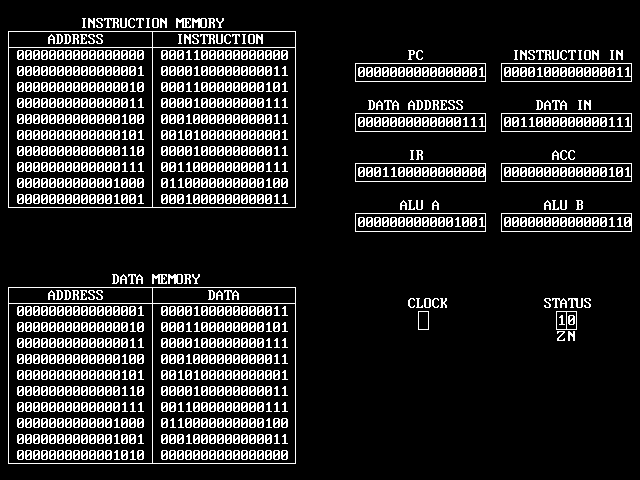 INSTRUCTION MEMORY
ADDRESS INSTRUCTION
0000000000000000 0001100000000000
0000000000000001 0000100000000011
0000000000000010 0001100000000101
0000000000000011 0000100000000111
0000000000000100 0001000000000011
0000000000000101 0010100000000001
0000000000000110 0000100000000011
0000000000000111 0011000000000111
0000000000001000 0110000000000100
0000000000001001 0001000000000011
PC INSTRUCTION IN
0000000000000001 0000100000000011
DATA ADDRESS DATA IN
0000000000000111 0011000000000111
IR ACC
0001100000000000 0000000000000101
ALU A ALU B
0000000000001001 0000000000000110
DATA MEMORY
ADDRESS DATA
0000000000000001 0000100000000011
0000000000000010 0001100000000101
0000000000000011 0000100000000111
0000000000000100 0001000000000011
0000000000000101 0010100000000001
0000000000000110 0000100000000011
0000000000000111 0011000000000111
0000000000001000 0110000000000100
0000000000001001 0001000000000011
0000000000001010 0000000000000000
CLOCK STATUS
10
ZN